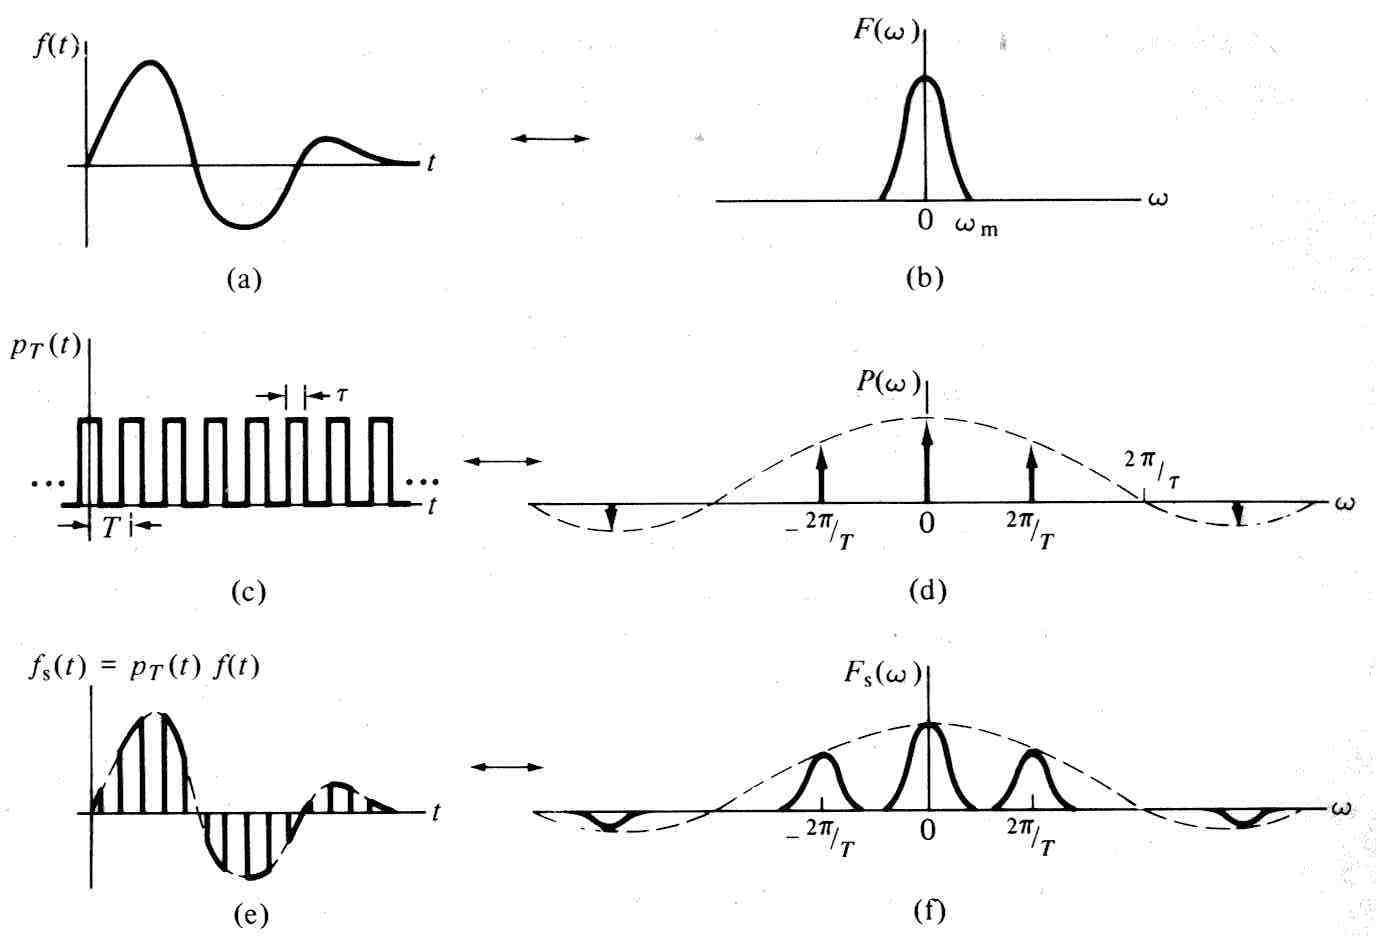 f(t)
t
(a)
F(ω)
ω
0 ω_m
(b)
p_T(t)
τ
... ...
t
T
(c)
P(ω)
2π/τ
ω
-2π/T 0 2π/T
(d)
f_s(t) = p_T(t) f(t)
t
(e)
F_s(ω)
ω
-2π/T 0 2π/T
(f)